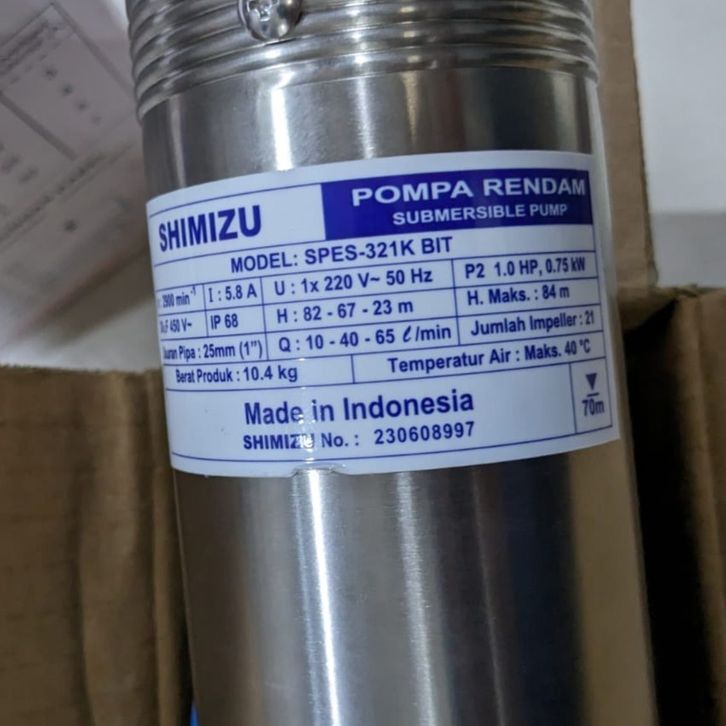 SHIMIZU
POMPA RENDAM
SUBMERSIBLE PUMP
MODEL: SPES-321K BIT
2900 min⁻¹ I : 5.8 A U : 1x 220 V~ 50 Hz P2 1.0 HP, 0.75 kW
450 V~ IP 68 H : 82 - 67 - 23 m H. Maks. : 84 m
Pipa : 25mm (1") Q : 10 - 40 - 65 ℓ/min Jumlah Impeller : 21
Berat Produk : 10.4 kg Temperatur Air : Maks. 40 °C
Made in Indonesia
70m
SHIMIZU No. : 230608997